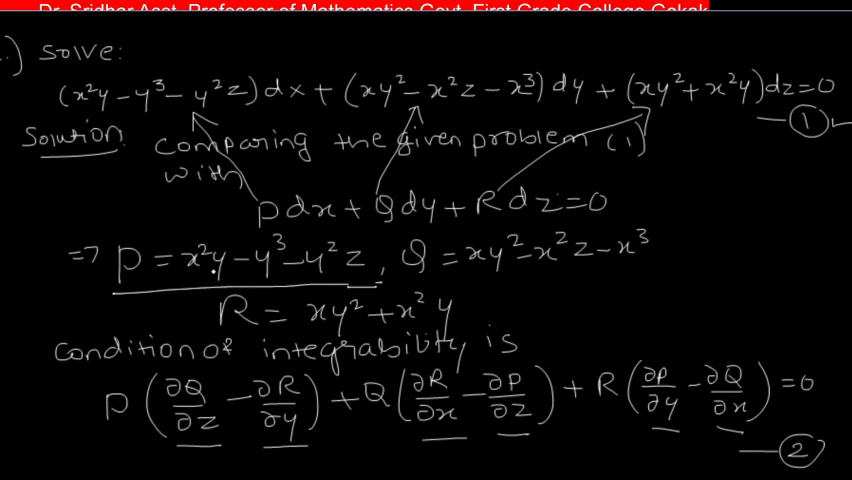 Dr. Sridhar Asst. Professor of Mathematics Govt. First Grade College Gokak
.) Solve:
(x²y – y³ – y²z) dx + (xy² – x²z – x³) dy + (xy² + x²y) dz = 0
— ①
Solution. Comparing the given problem (1)
with
Pdx + Qdy + Rdz = 0
⇒ P = x²y – y³ – y²z, Q = xy² – x²z – x³
R = xy² + x²y
Condition of integrability is
P (∂Q/∂z – ∂R/∂y) + Q (∂R/∂x – ∂P/∂z) + R (∂P/∂y – ∂Q/∂x) = 0
— ②